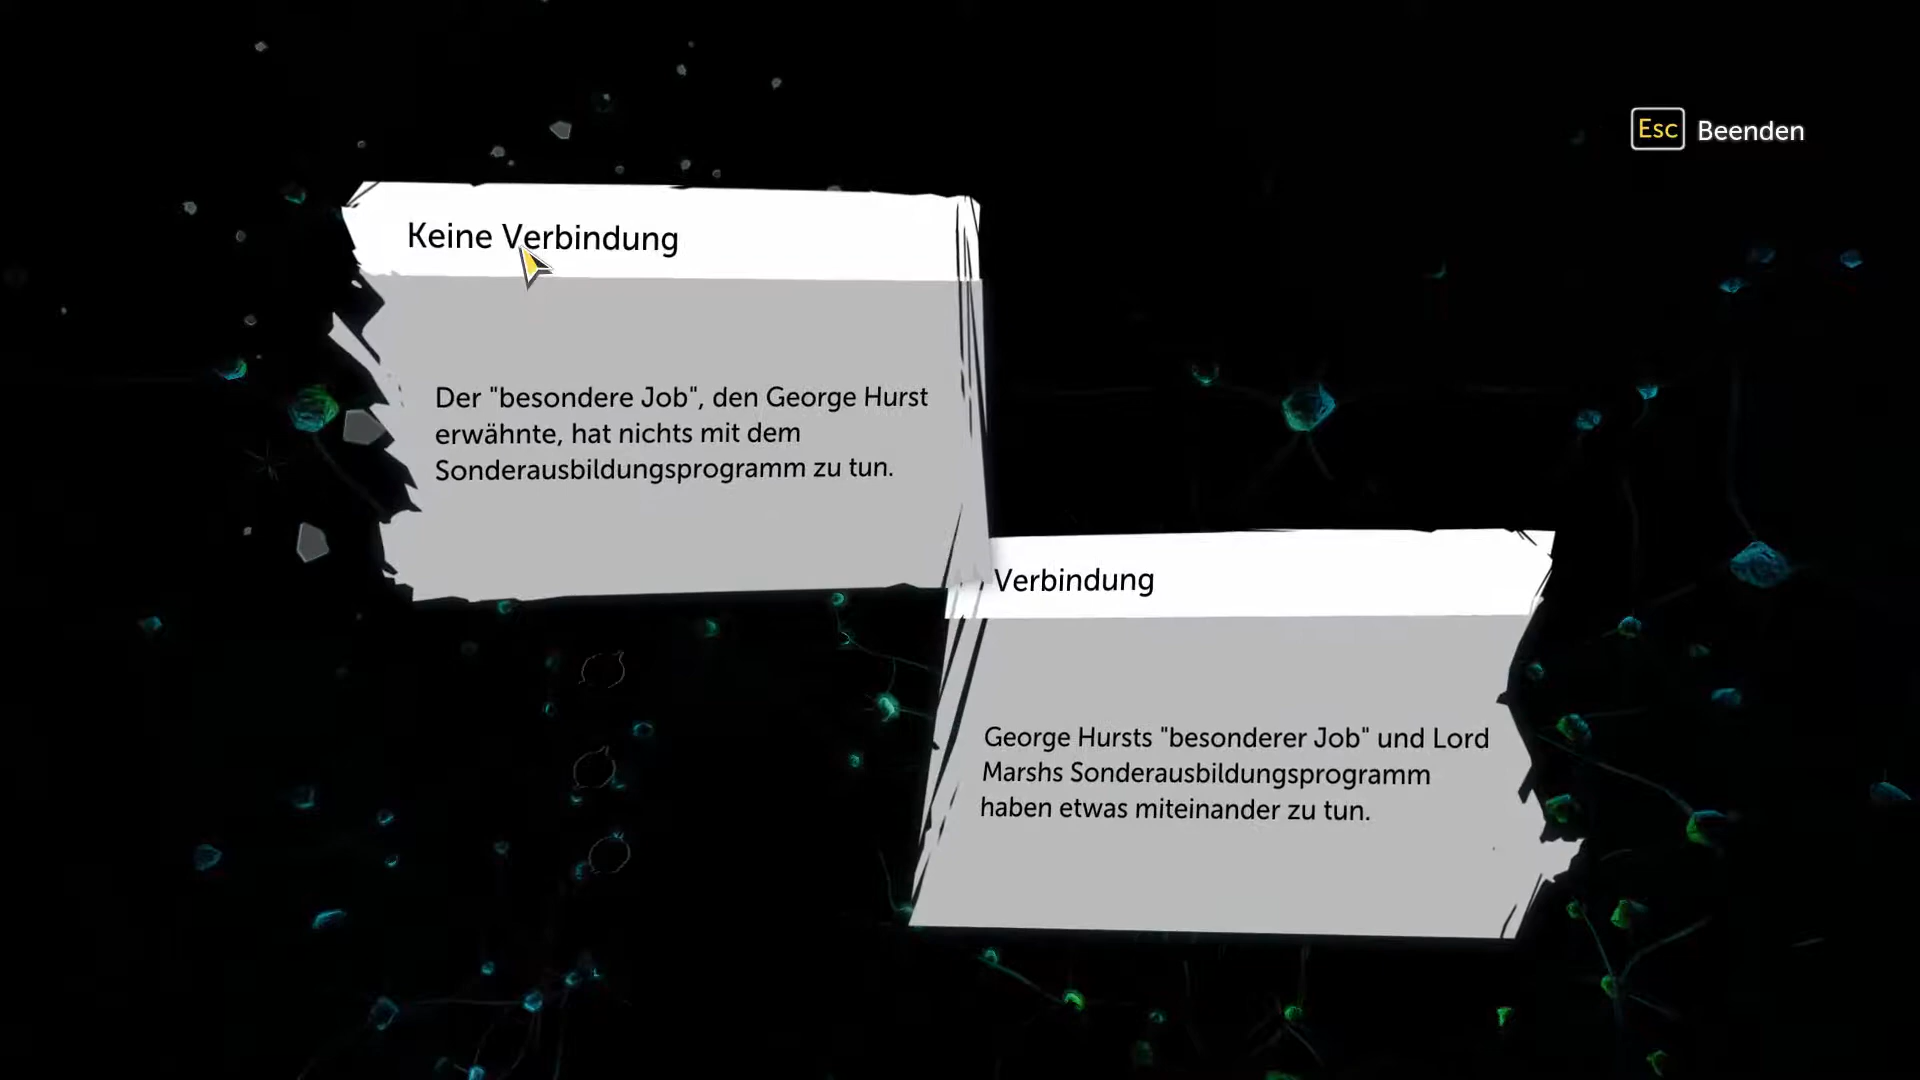 Esc Beenden
Keine Verbindung
Der "besondere Job", den George Hurst
erwähnte, hat nichts mit dem
Sonderausbildungsprogramm zu tun.
Verbindung
George Hursts "besonderer Job" und Lord
Marshs Sonderausbildungsprogramm
haben etwas miteinander zu tun.